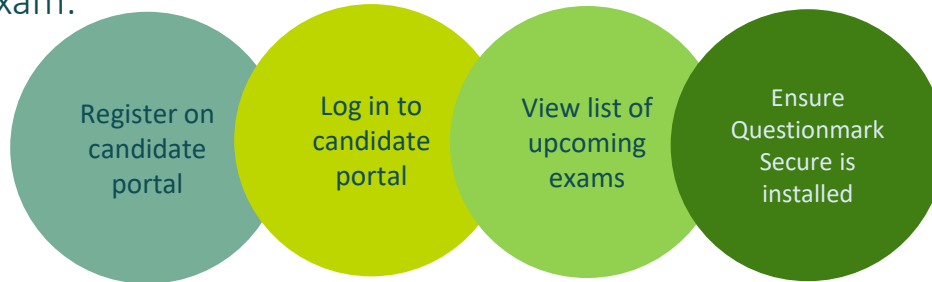 xam.
Register on
candidate
portal
Log in to
candidate
portal
View list of
upcoming
exams
Ensure
Questionmark
Secure is
installed